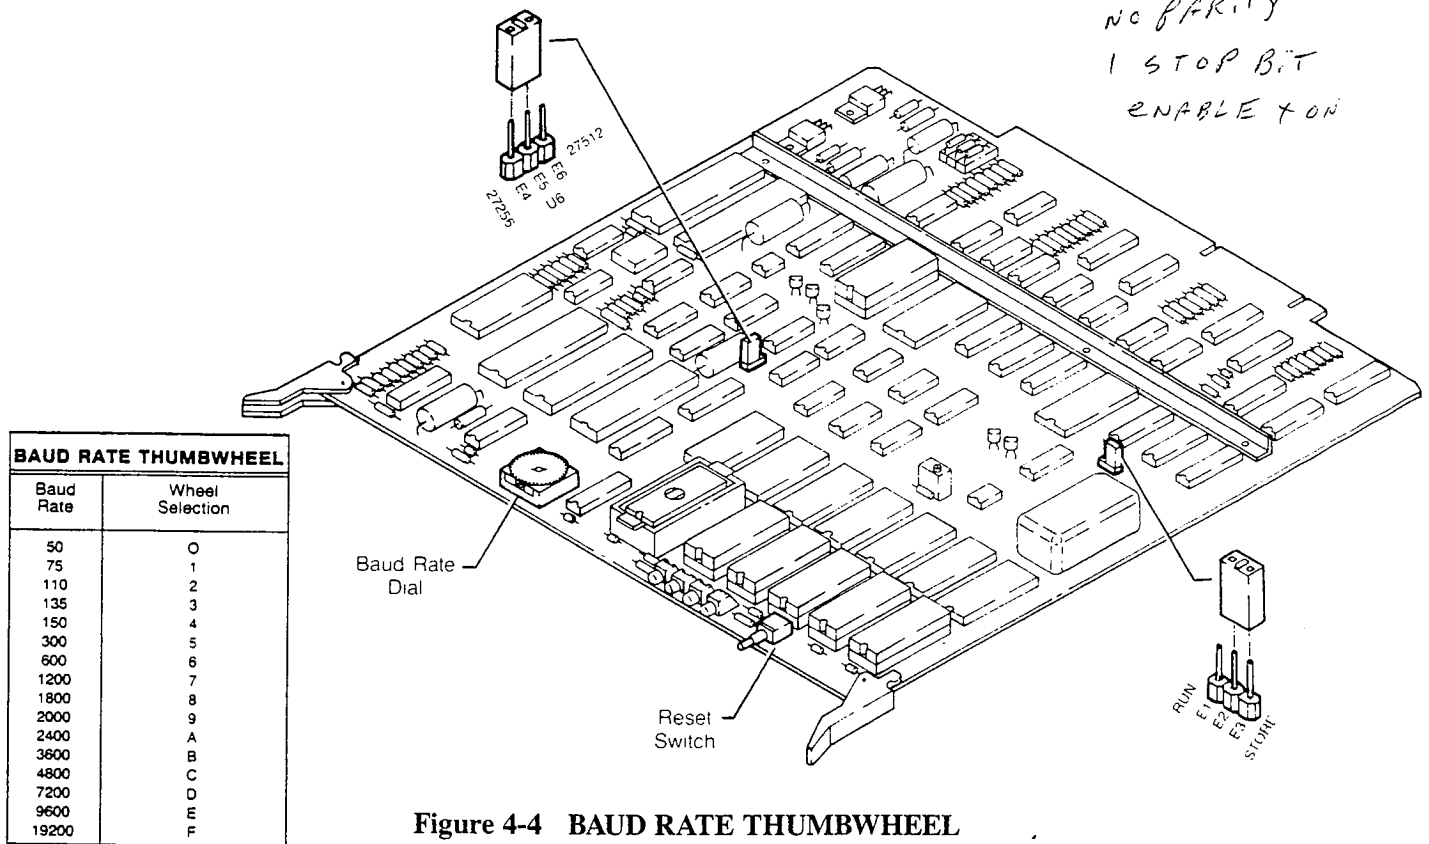 NO PARITY
1 STOP BIT
ENABLE XON
27512
E6
U6
E5
E4
27256
BAUD RATE THUMBWHEEL
Baud Rate Wheel Selection
50 O
75 1
110 2
135 3
150 4
300 5
600 6
1200 7
1800 8
2000 9
2400 A
3600 B
4800 C
7200 D
9600 E
19200 F
Baud Rate
Dial
Reset
Switch
RUN
E1
E2
E3
STORE
Figure 4-4 BAUD RATE THUMBWHEEL